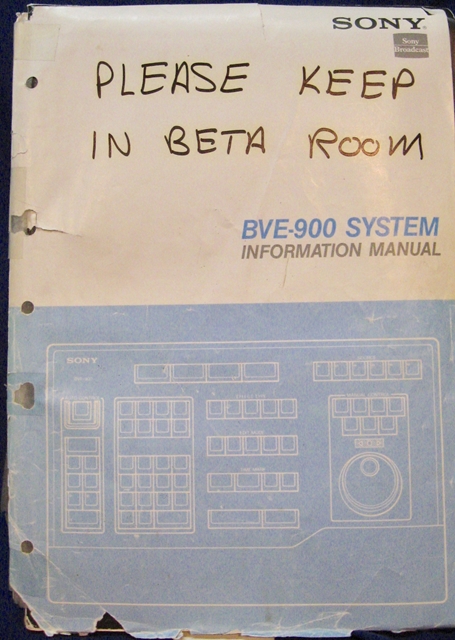 SONY
Sony
Broadcast
PLEASE KEEP
IN BETA ROOM
BVE-900 SYSTEM
INFORMATION MANUAL
SONY